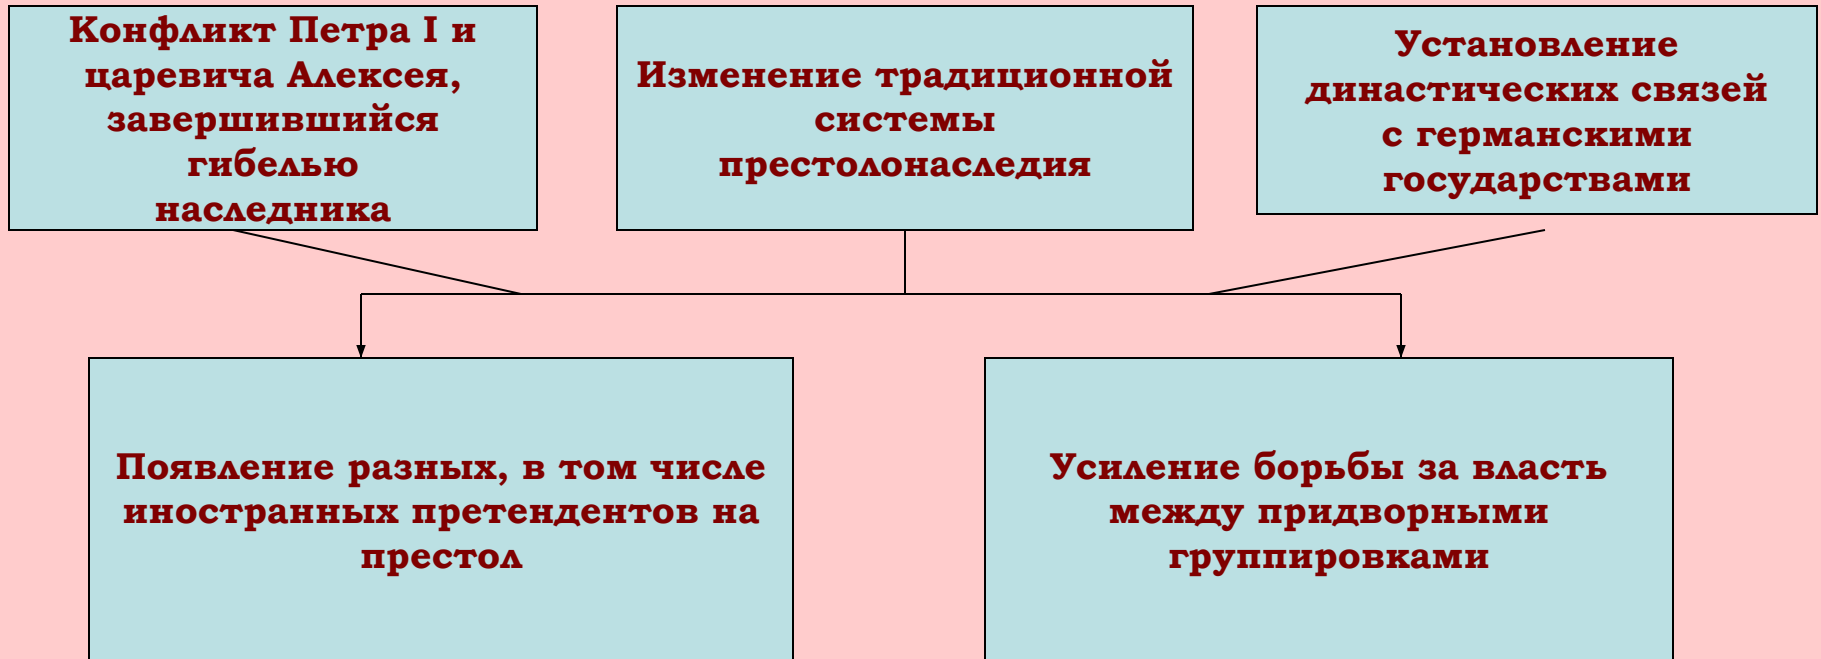 Конфликт Петра I и
царевича Алексея,
завершившийся
гибелью
наследника
Изменение традиционной
системы
престолонаследия
Установление
династических связей
с германскими
государствами
Появление разных, в том числе
иностранных претендентов на
престол
Усиление борьбы за власть
между придворными
группировками